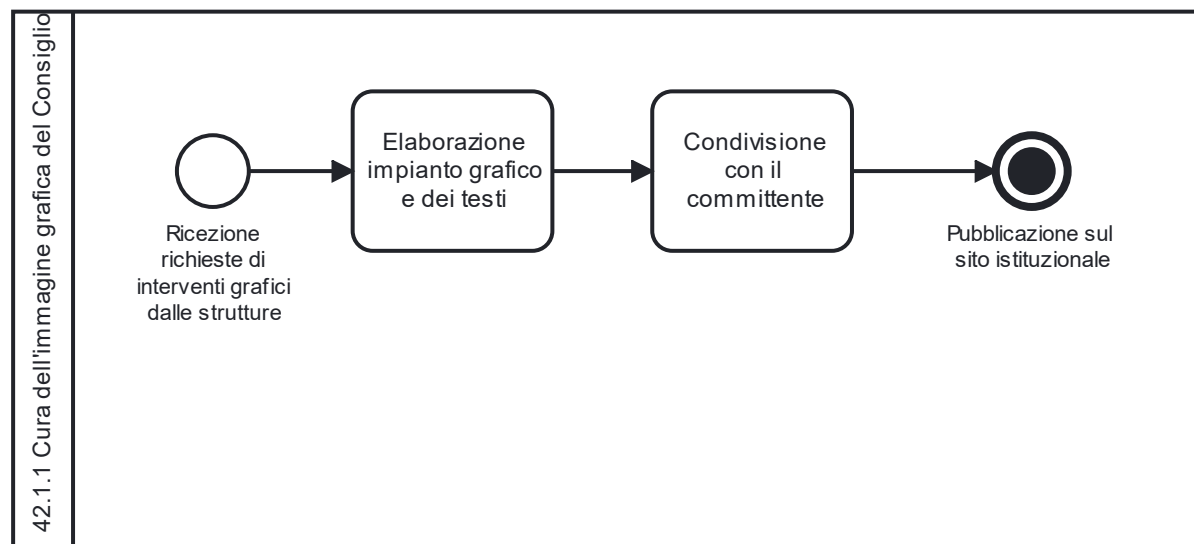 42.1.1 Cura dell'immagine grafica del Consiglio
Elaborazione
impianto grafico
e dei testi
Condivisione
con il
committente
Ricezione
richieste di
interventi grafici
dalle strutture
Pubblicazione sul
sito istituzionale